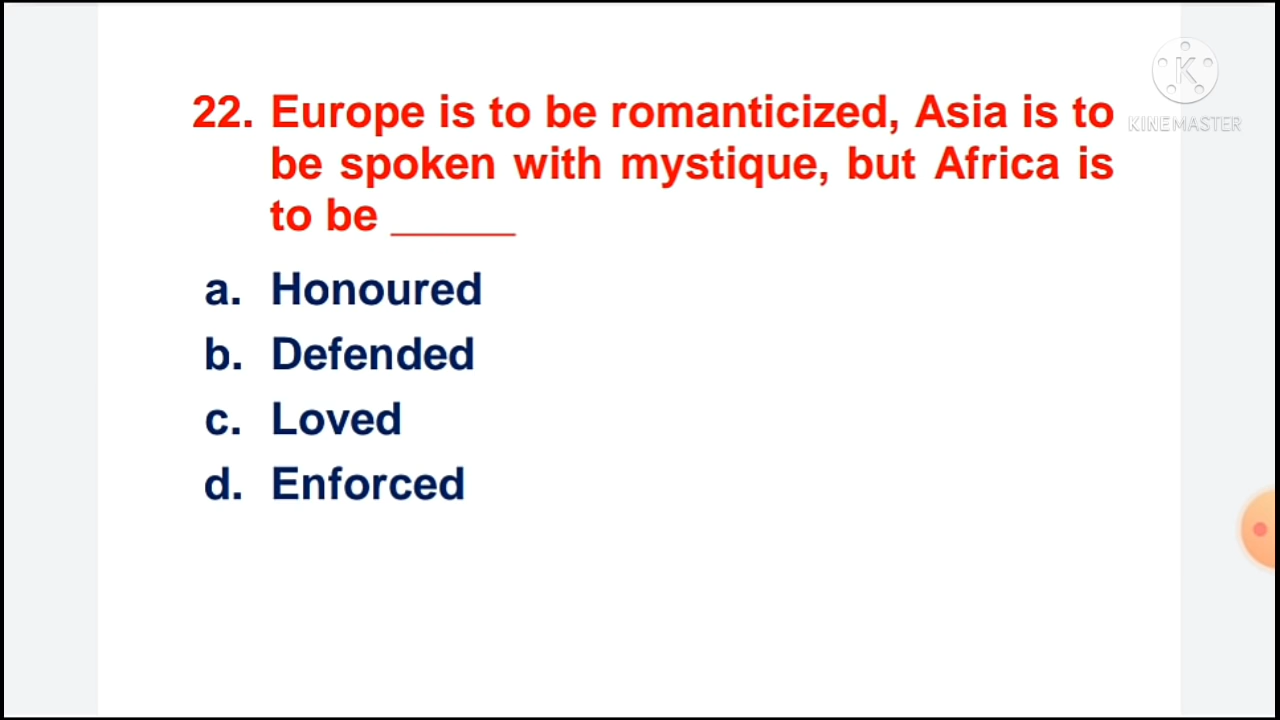 22. Europe is to be romanticized, Asia is to
be spoken with mystique, but Africa is
to be ______
a. Honoured
b. Defended
c. Loved
d. Enforced
K
KINEMASTER